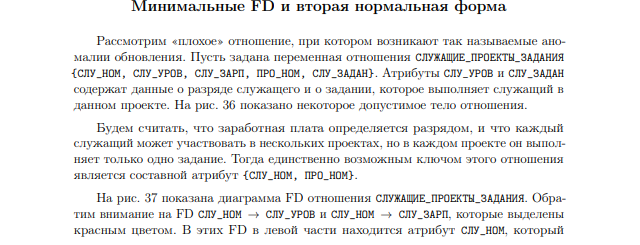 Минимальные FD и вторая нормальная форма
Рассмотрим «плохое» отношение, при котором возникают так называемые ано-
малии обновления. Пусть задана переменная отношения СЛУЖАЩИЕ_ПРОЕКТЫ_ЗАДАНИЯ
{СЛУ_НОМ, СЛУ_УРОВ, СЛУ_ЗАРП, ПРО_НОМ, СЛУ_ЗАДАН}. Атрибуты СЛУ_УРОВ и СЛУ_ЗАДАН
содержат данные о разряде служащего и о задании, которое выполняет служащий в
данном проекте. На рис. 36 показано некоторое допустимое тело отношения.
Будем считать, что заработная плата определяется разрядом, и что каждый
служащий может участвовать в нескольких проектах, но в каждом проекте он выпол-
няет только одно задание. Тогда единственно возможным ключом этого отношения
является составной атрибут {СЛУ_НОМ, ПРО_НОМ}.
На рис. 37 показана диаграмма FD отношения СЛУЖАЩИЕ_ПРОЕКТЫ_ЗАДАНИЯ. Обра-
тим внимание на FD СЛУ_НОМ → СЛУ_УРОВ и СЛУ_НОМ → СЛУ_ЗАРП, которые выделены
красным цветом. В этих FD в левой части находится атрибут СЛУ_НОМ, который